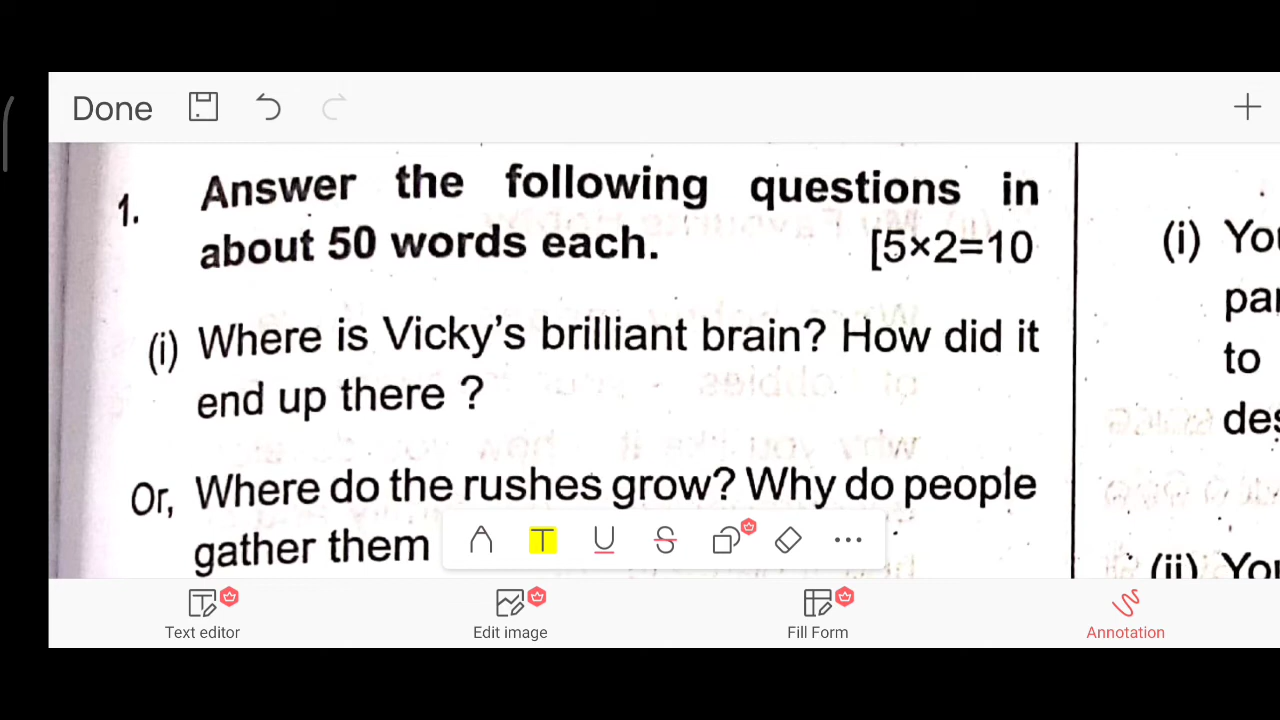 Done
1. Answer the following questions in
about 50 words each. [5×2=10
(i) Where is Vicky's brilliant brain? How did it
end up there ?
Or, Where do the rushes grow? Why do people
gather them
(i) You
par
to
des
(ii) You
Text editor
Edit image
Fill Form
Annotation